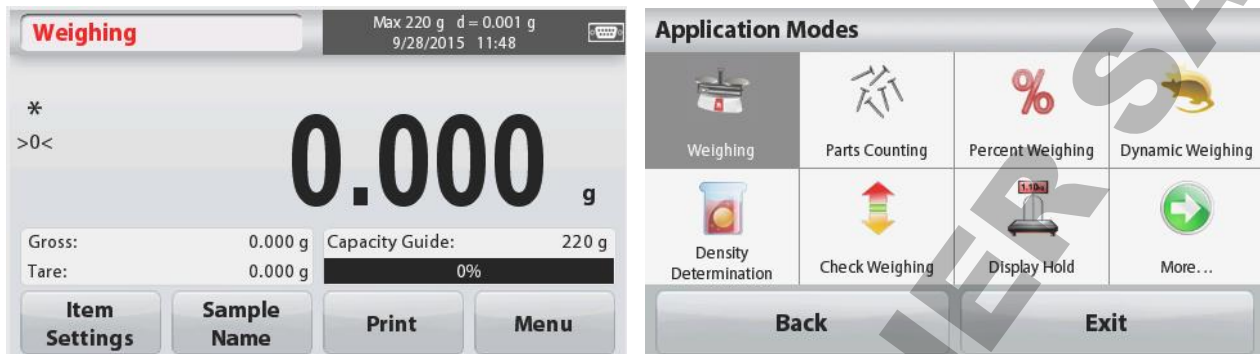 Weighing
Max 220 g d = 0.001 g
9/28/2015 11:48
*
>0<
0.000 g
Gross: 0.000 g
Tare: 0.000 g
Capacity Guide: 220 g
0%
Item Settings
Sample Name
Print
Menu
Application Modes
Weighing
Parts Counting
Percent Weighing
Dynamic Weighing
Density Determination
Check Weighing
1.10
Display Hold
More...
Back
Exit